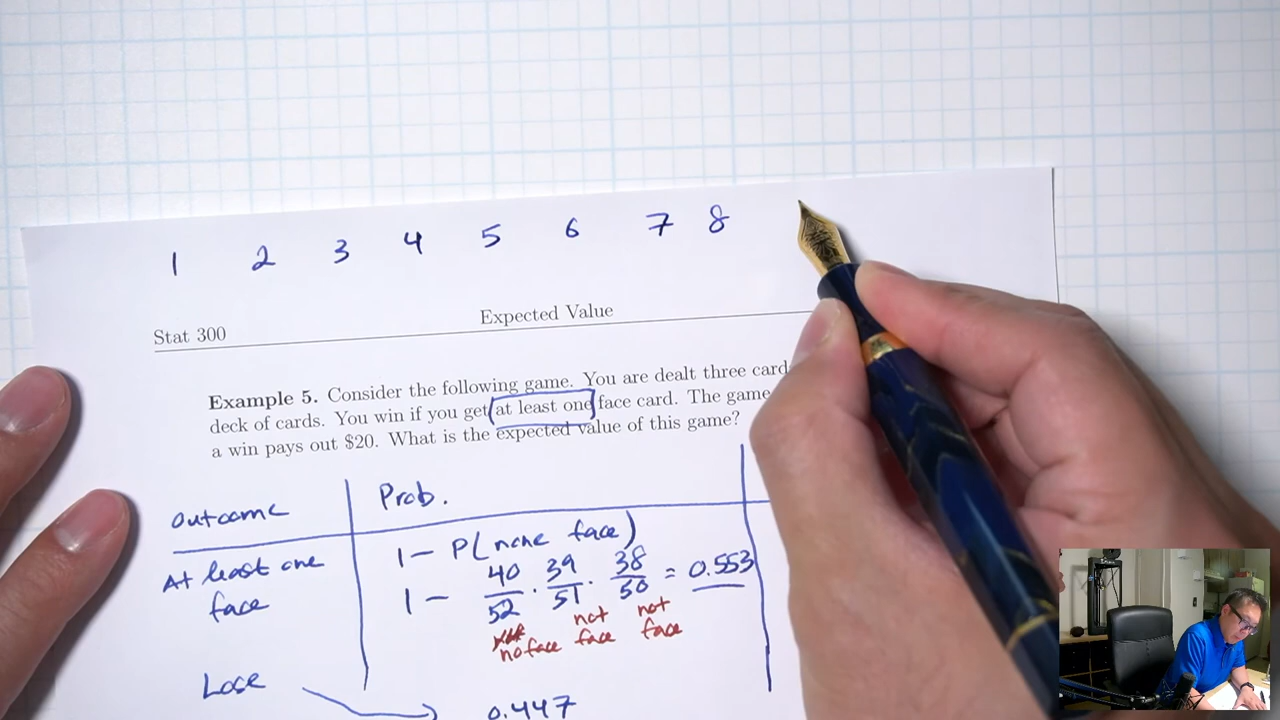 1 2 3 4 5 6 7 8
Stat 300 Expected Value
Example 5. Consider the following game. You are dealt three card
deck of cards. You win if you get at least one face card. The game
a win pays out $20. What is the expected value of this game?
Outcome Prob.
At least one 1 - P(none face)
face 1 - 40/52 · 39/51 · 38/50 = 0.553
not not
no face face face
Lose 0.447